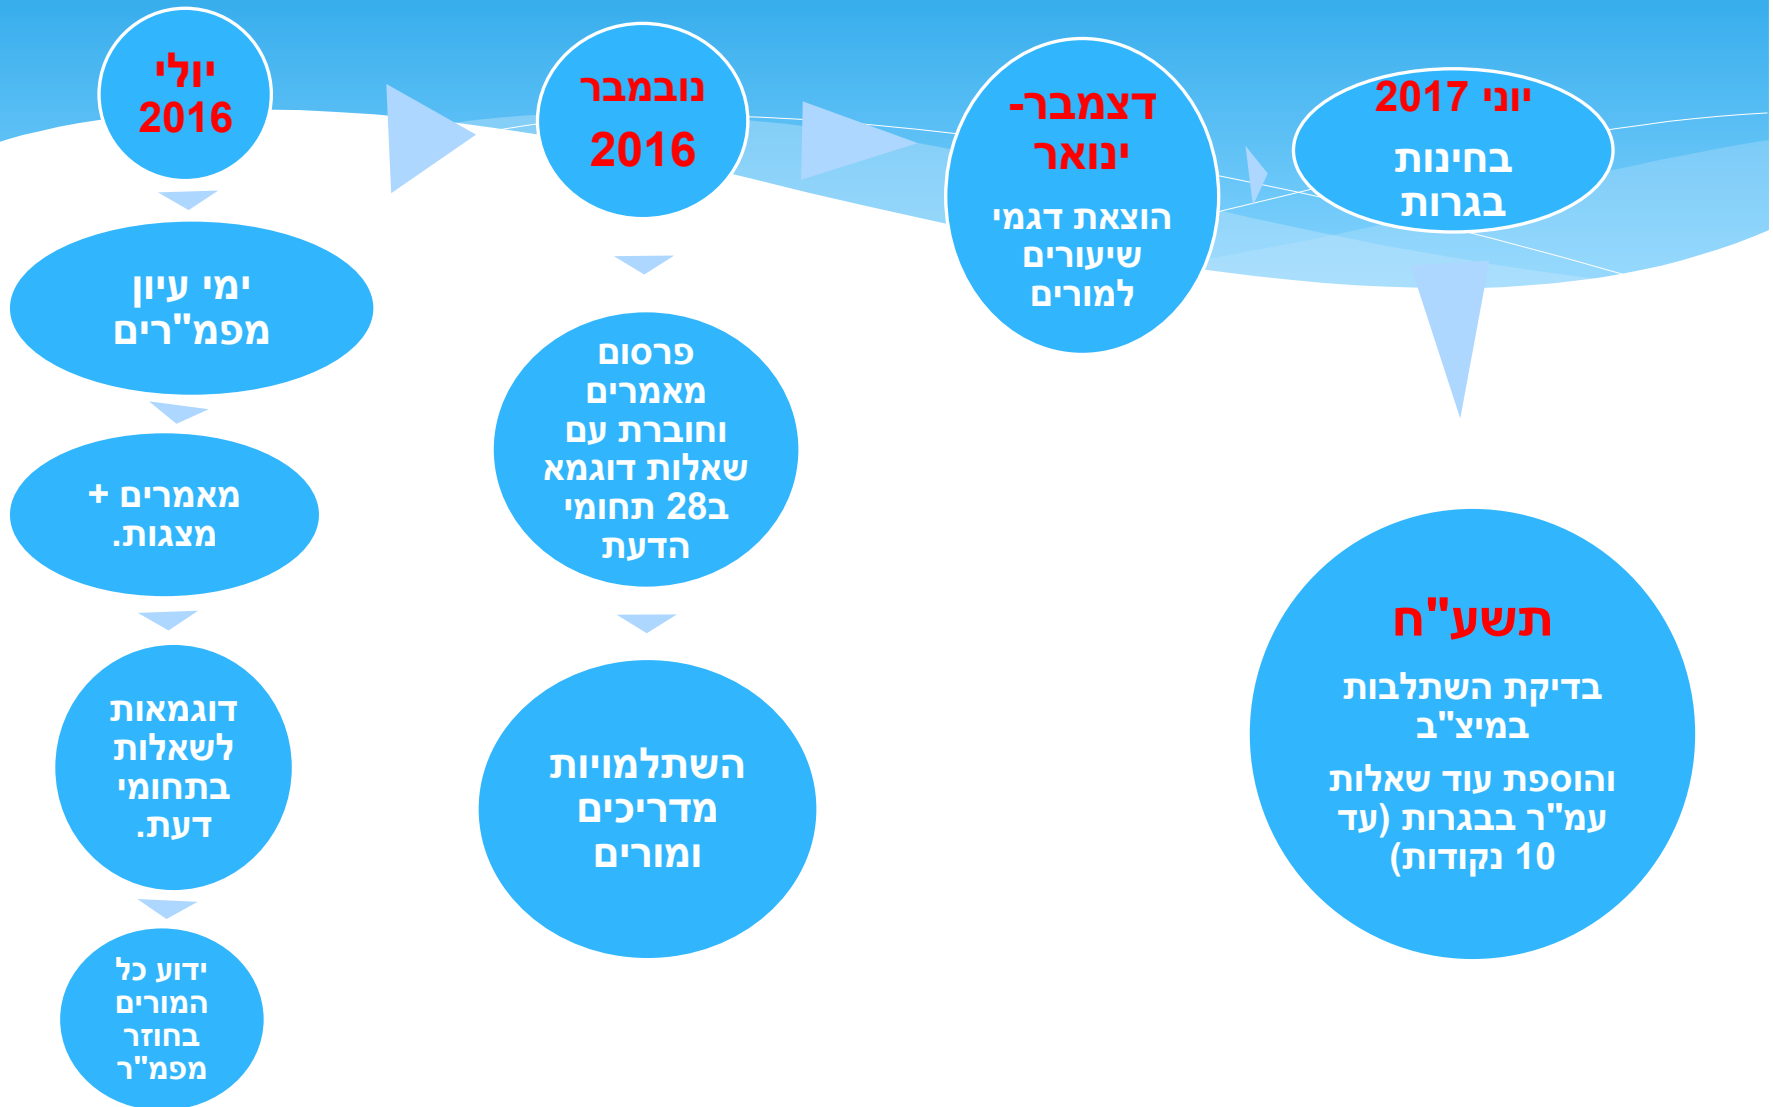 יולי
2016
ימי עיון
מפמ"רים
מאמרים +
מצגות.
דוגמאות
לשאלות
בתחומי
דעת.
ידוע כל
המורים
בחוזר
מפמ"ר
נובמבר
2016
פרסום
מאמרים
וחוברת עם
שאלות דוגמא
ב28 תחומי
הדעת
השתלמויות
מדריכים
ומורים
דצמבר-
ינואר
הוצאת דגמי
שיעורים
למורים
יוני 2017
בחינות
בגרות
תשע"ח
בדיקת השתלבות
במיצ"ב
והוספת עוד שאלות
עמ"ר בבגרות (עד
10 נקודות)